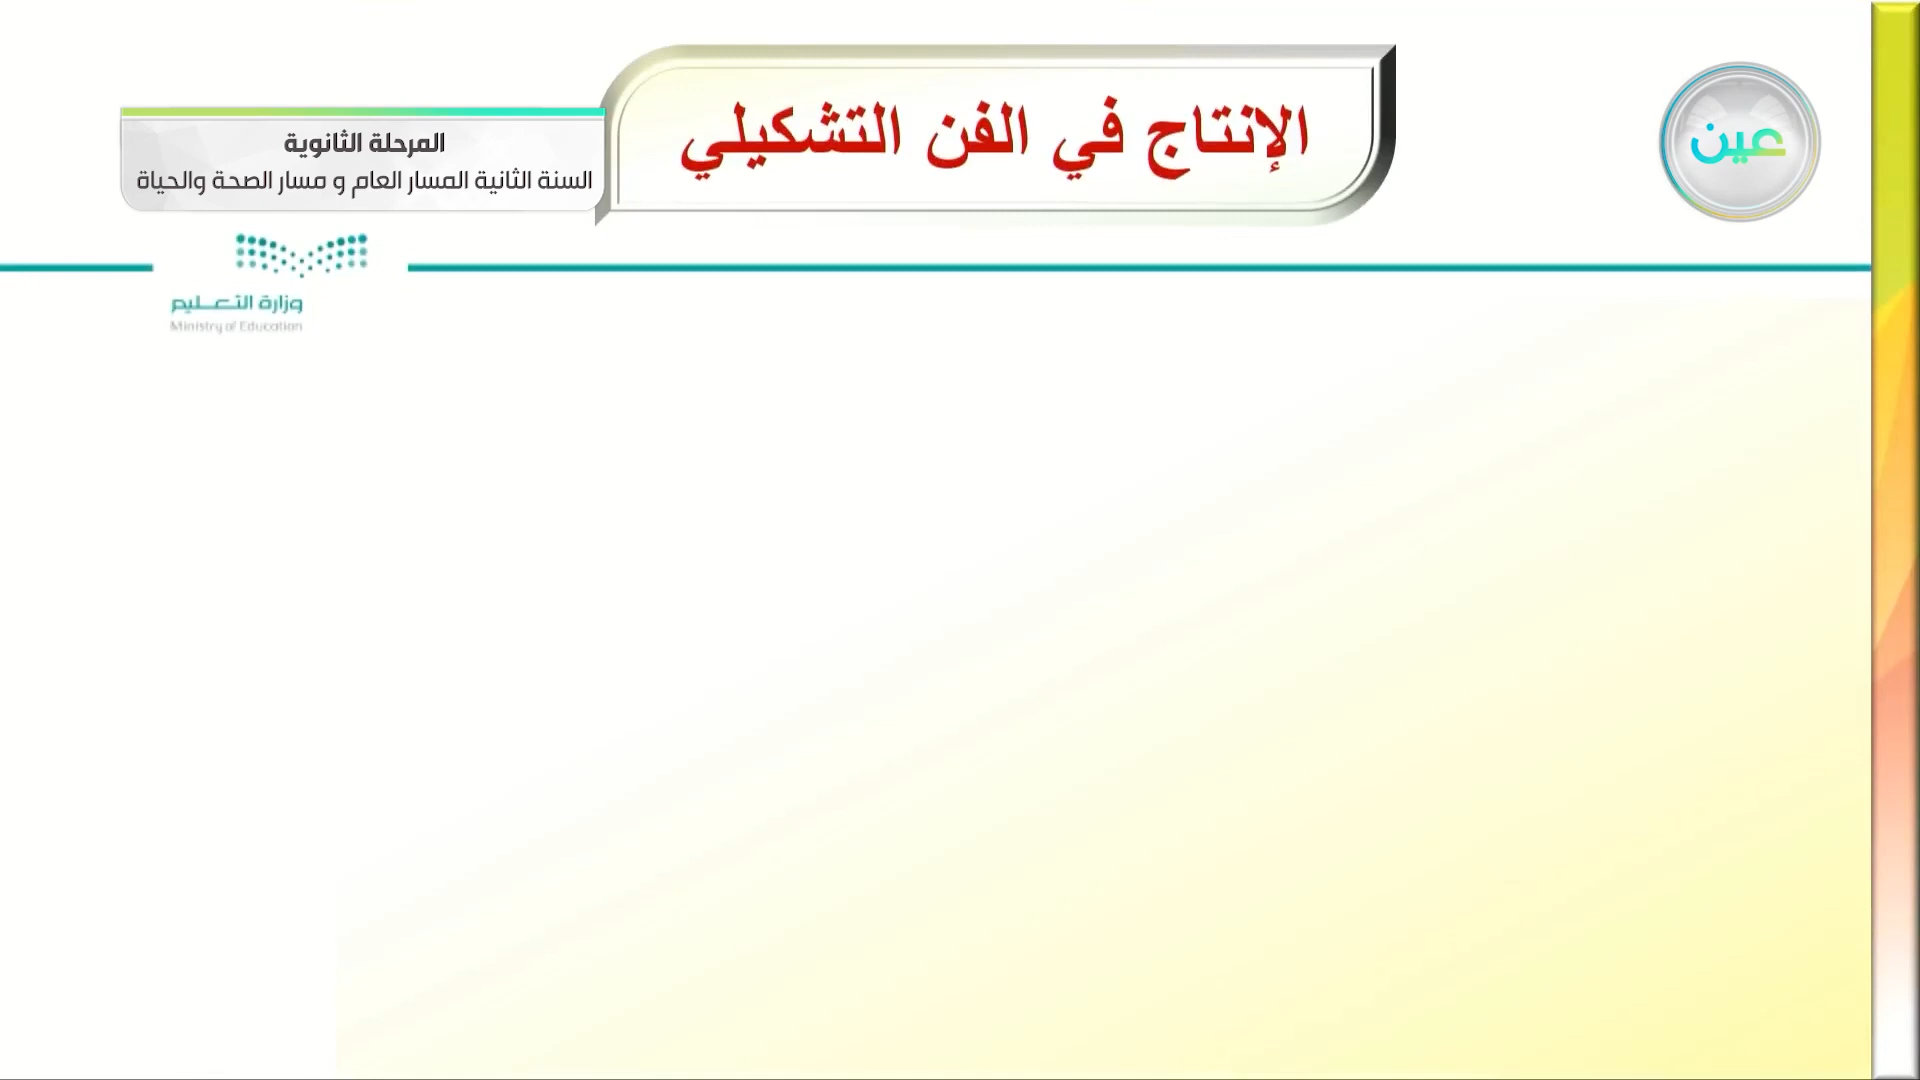 عين
الإنتاج في الفن التشكيلي
المرحلة الثانوية
السنة الثانية المسار العام و مسار الصحة والحياة
وزارة التعليم
Ministry of Education